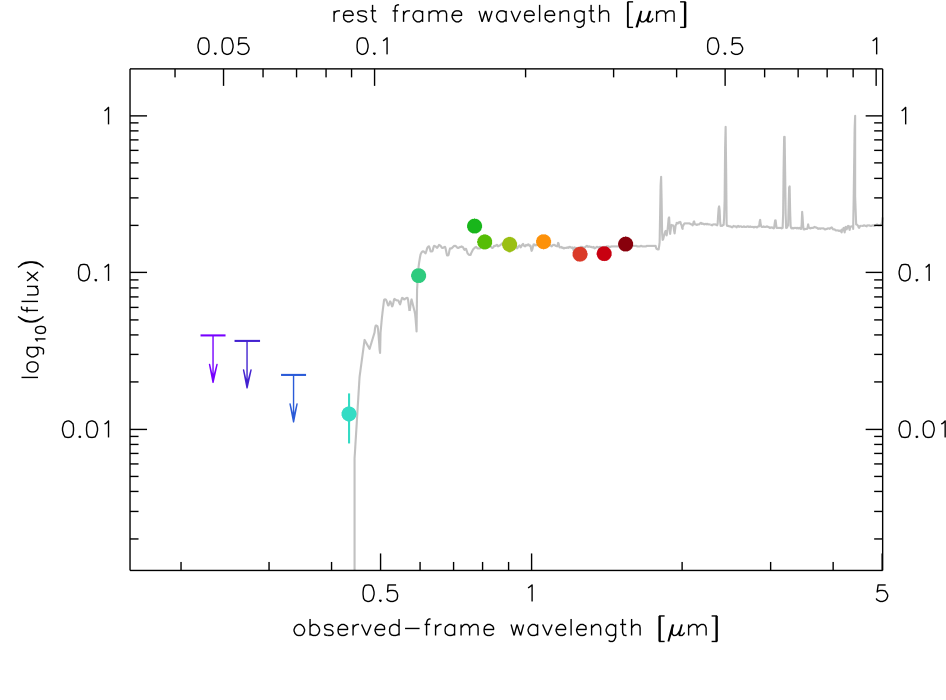 rest frame wavelength [μm]
0.05 0.1 0.5 1
1 1
0.1 0.1
0.01 0.01
log₁₀(flux)
0.5 1 5
observed-frame wavelength [μm]